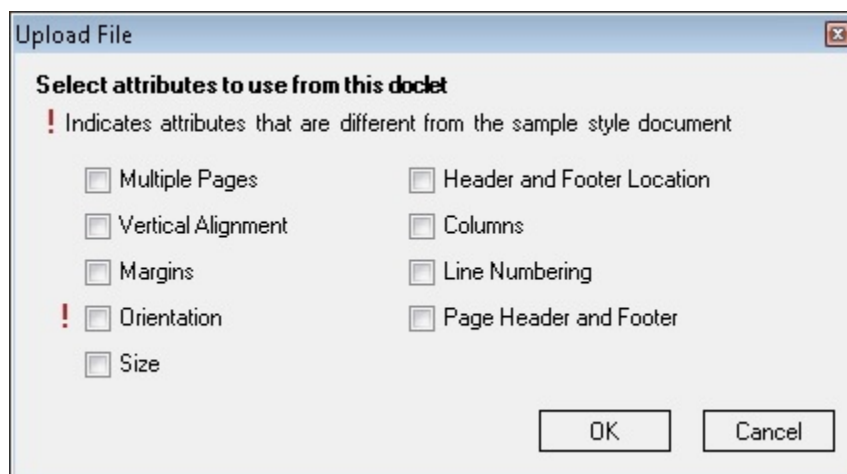 Upload File
Select attributes to use from this doclet
! Indicates attributes that are different from the sample style document
Multiple Pages
Header and Footer Location
Vertical Alignment
Columns
Margins
Line Numbering
! Orientation
Page Header and Footer
Size
OK
Cancel